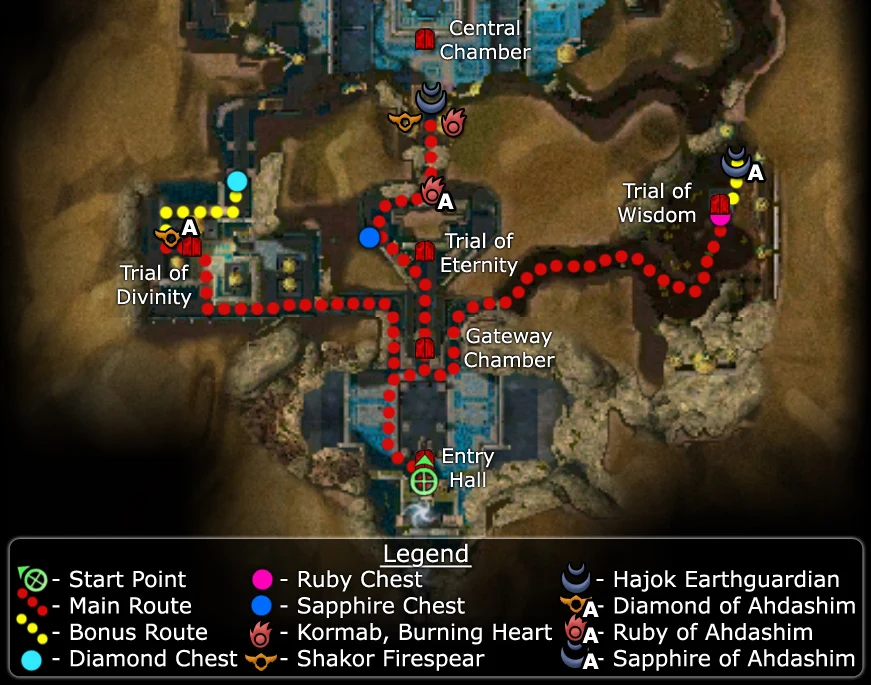 Central
Chamber
A
Trial of
Wisdom
A
A
Trial of
Eternity
Trial of
Divinity
Gateway
Chamber
Entry
Hall
Legend
- Start Point
- Main Route
- Bonus Route
- Diamond Chest
- Ruby Chest
- Sapphire Chest
- Kormab, Burning Heart
- Shakor Firespear
- Hajok Earthguardian
A - Diamond of Ahdashim
A - Ruby of Ahdashim
A - Sapphire of Ahdashim